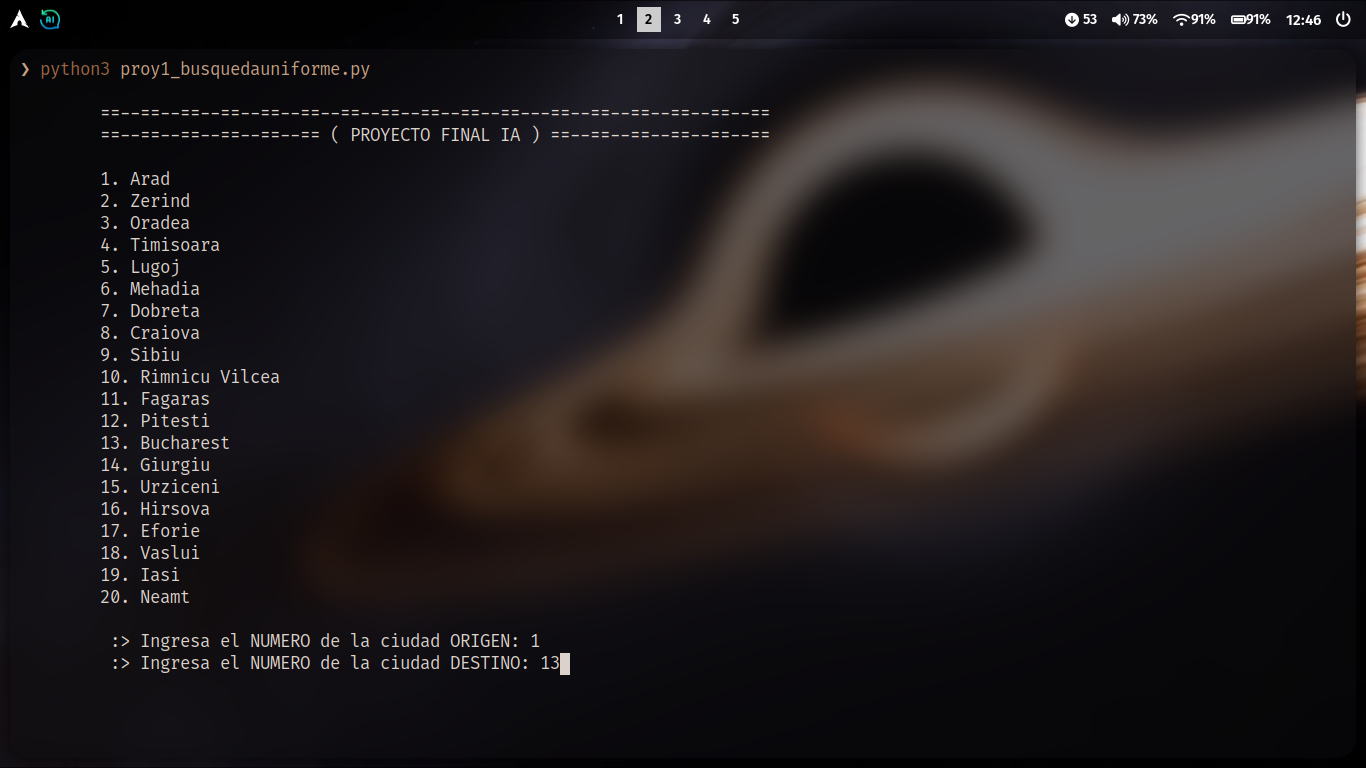 AI 1 2 3 4 5 53 73% 91% 91% 12:46
❯ python3 proy1_busquedauniforme.py
==--==--==--==--==--==--==--==--==--==--==---==--==--==--==--==--==
==--==--==--==--==--== ( PROYECTO FINAL IA ) ==--==--==--==--==--==
1. Arad
2. Zerind
3. Oradea
4. Timisoara
5. Lugoj
6. Mehadia
7. Dobreta
8. Craiova
9. Sibiu
10. Rimnicu Vilcea
11. Fagaras
12. Pitesti
13. Bucharest
14. Giurgiu
15. Urziceni
16. Hirsova
17. Eforie
18. Vaslui
19. Iasi
20. Neamt
:> Ingresa el NUMERO de la ciudad ORIGEN: 1
:> Ingresa el NUMERO de la ciudad DESTINO: 13